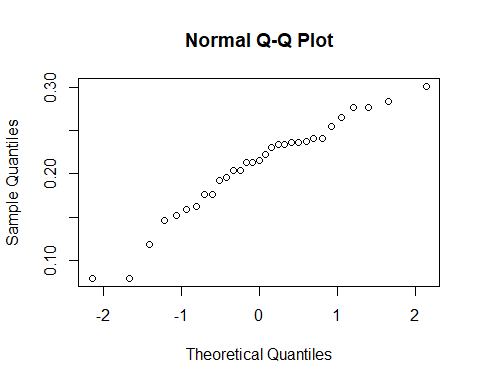 Normal Q-Q Plot
Sample Quantiles
0.30
0.20
0.10
-2 -1 0 1 2
Theoretical Quantiles